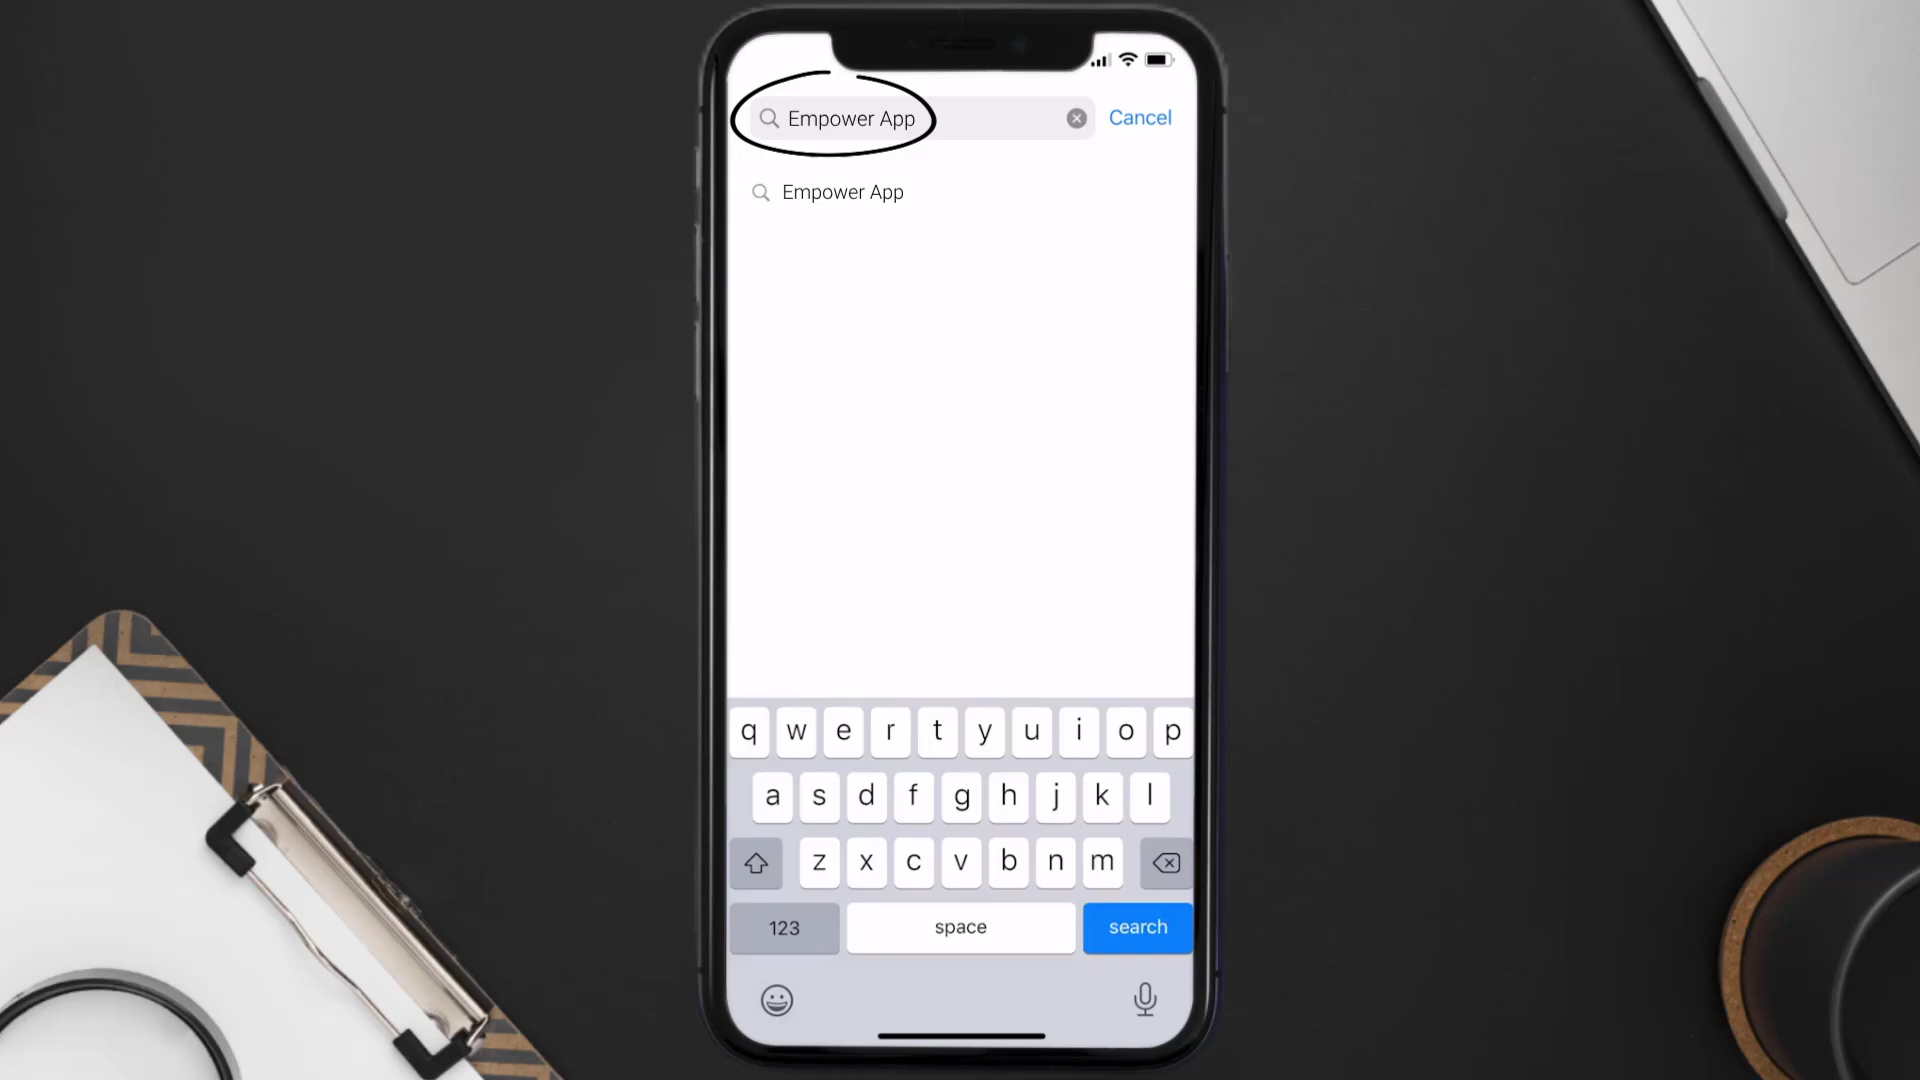 Empower App
Cancel
Empower App
q w e r t y u i o p
a s d f g h j k l
z x c v b n m
123 space search